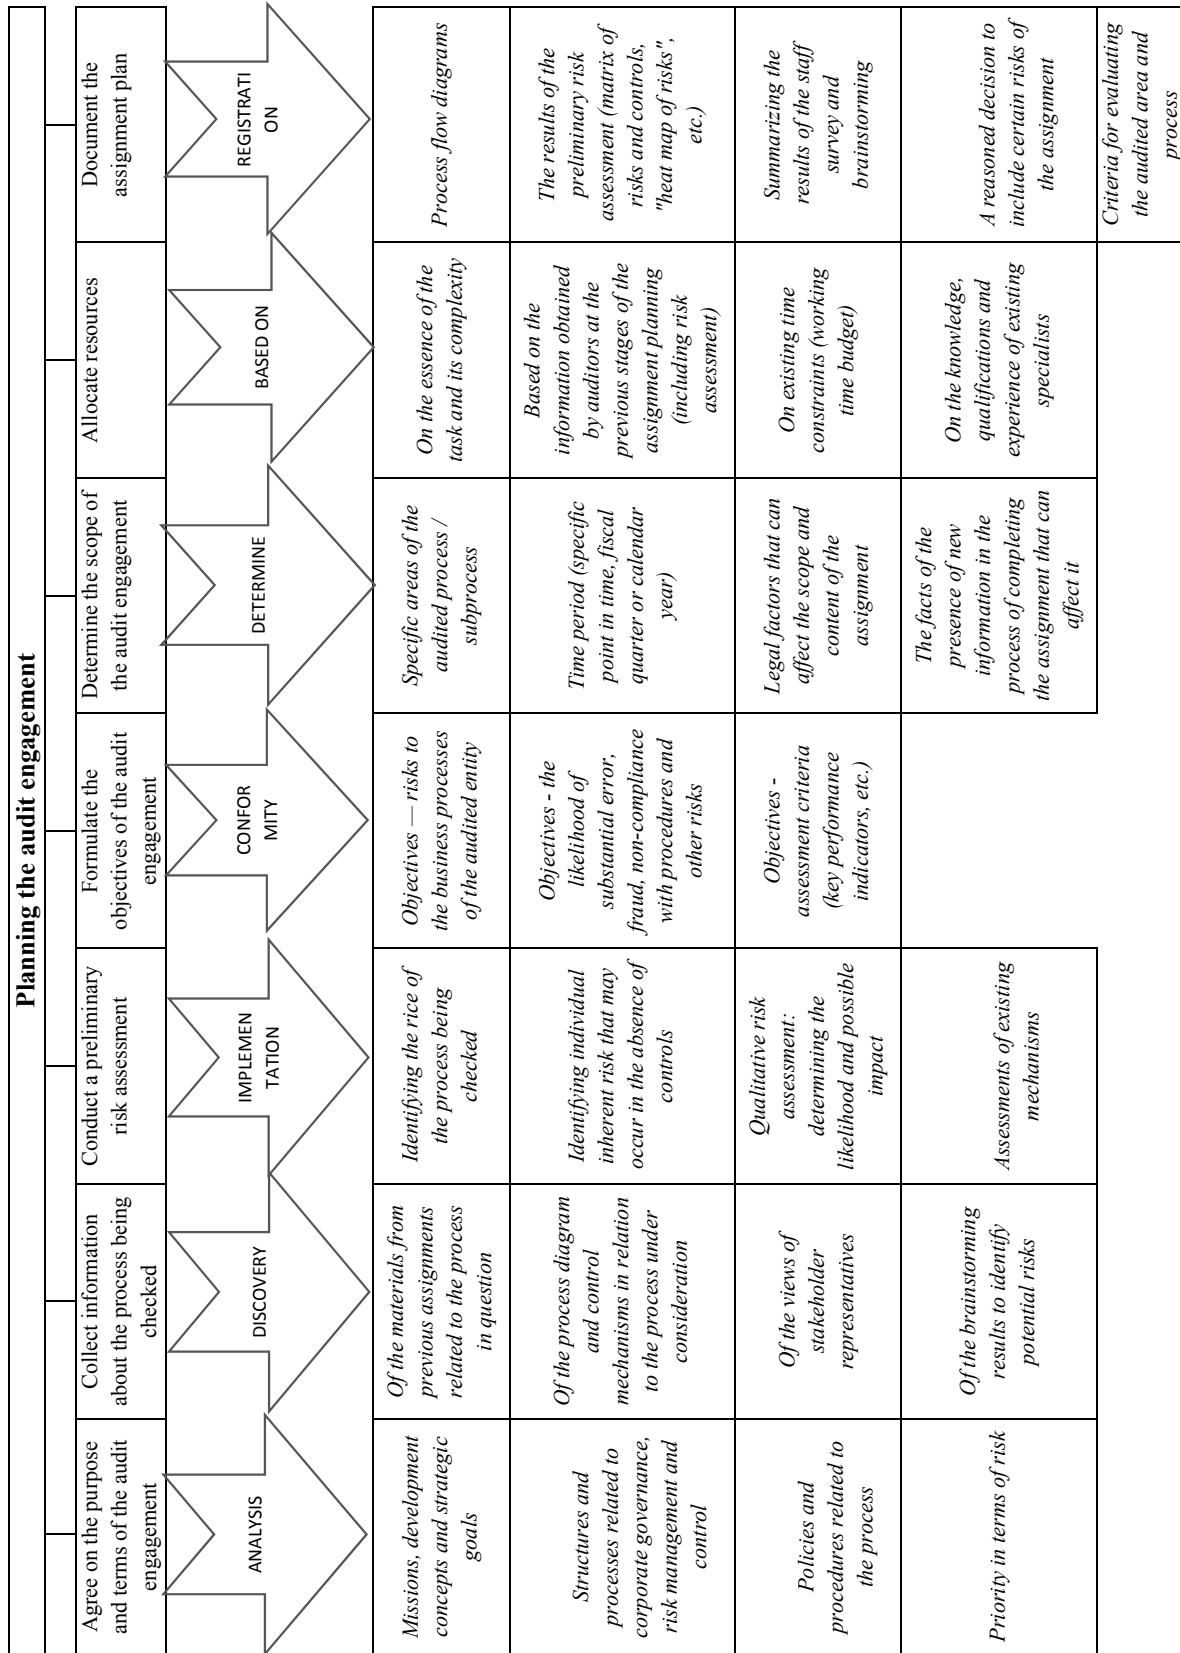 Planning the audit engagement
Agree on the purpose
and terms of the audit
engagement
Collect information
about the process being
checked
Conduct a preliminary
risk assessment
Formulate the
objectives of the audit
engagement
Determine the scope of
the audit engagement
Allocate resources
Document the
assignment plan
ANALYSIS
DISCOVERY
IMPLEMEN
TATION
CONFOR
MITY
DETERMINE
BASED ON
REGISTRATI
ON
Missions, development
concepts and strategic
goals
Of the materials from
previous assignments
related to the process
in question
Identifying the rice of
the process being
checked
Objectives — risks to
the business processes
of the audited entity
Specific areas of the
audited process /
subprocess
On the essence of the
task and its complexity
Process flow diagrams
Structures and
processes related to
corporate governance,
risk management and
control
Of the process diagram
and control
mechanisms in relation
to the process under
consideration
Identifying individual
inherent risk that may
occur in the absence of
controls
Objectives - the
likelihood of
substantial error,
fraud, non-compliance
with procedures and
other risks
Time period (specific
point in time, fiscal
quarter or calendar
year)
Based on the
information obtained
by auditors at the
previous stages of the
assignment planning
(including risk
assessment)
The results of the
preliminary risk
assessment (matrix of
risks and controls,
"heat map of risks",
etc.)
Policies and
procedures related to
the process
Of the views of
stakeholder
representatives
Qualitative risk
assessment:
determining the
likelihood and possible
impact
Objectives -
assessment criteria
(key performance
indicators, etc.)
Legal factors that can
affect the scope and
content of the
assignment
On existing time
constraints (working
time budget)
Summarizing the
results of the staff
survey and
brainstorming
Priority in terms of risk
Of the brainstorming
results to identify
potential risks
Assessments of existing
mechanisms
The facts of the
presence of new
information in the
process of completing
the assignment that can
affect it
On the knowledge,
qualifications and
experience of existing
specialists
A reasoned decision to
include certain risks of
the assignment
Criteria for evaluating
the audited area and
process